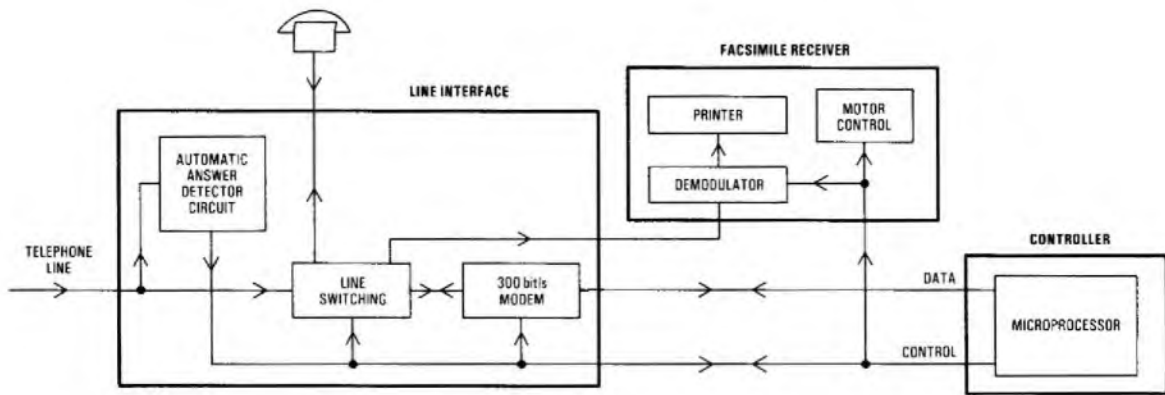 FACSIMILE RECEIVER
LINE INTERFACE
PRINTER
MOTOR
CONTROL
AUTOMATIC
ANSWER
DETECTOR
CIRCUIT
DEMODULATOR
TELEPHONE
LINE
CONTROLLER
LINE
SWITCHING
300 bit/s
MODEM
DATA
MICROPROCESSOR
CONTROL